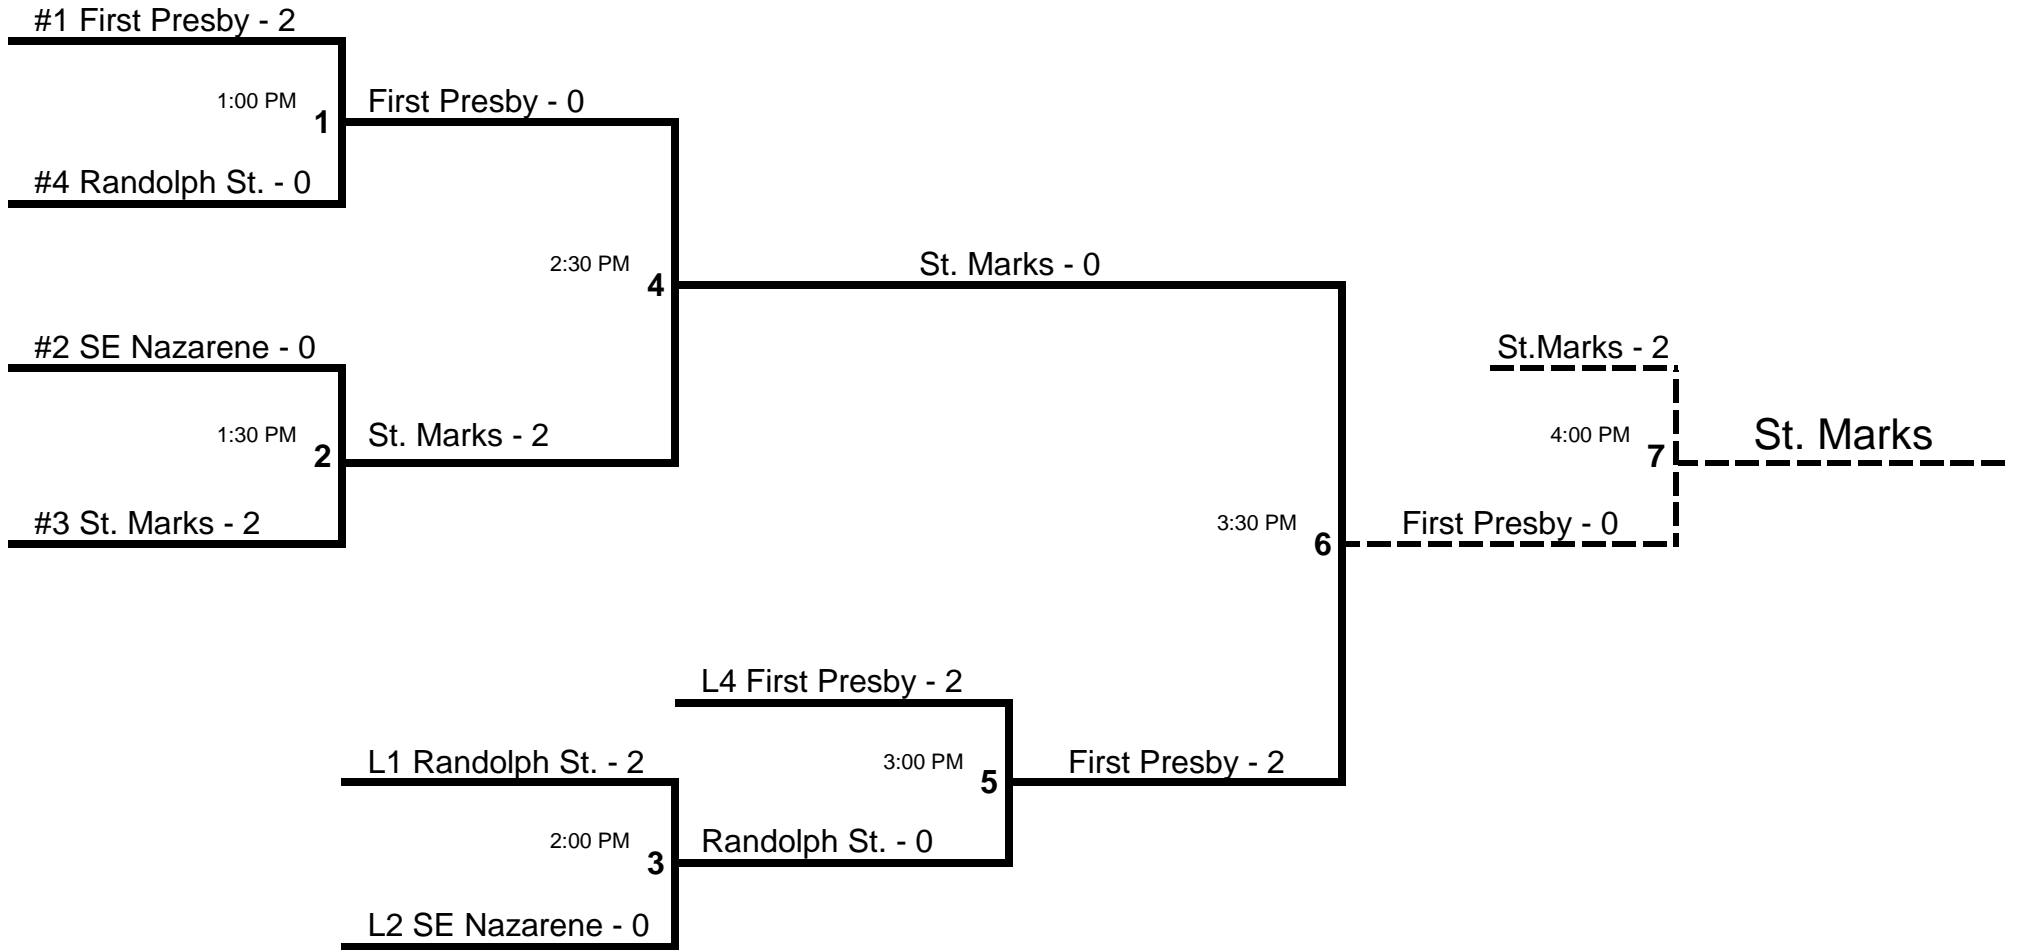 #1 First Presby - 2
1:00 PM
1
First Presby - 0
#4 Randolph St. - 0
2:30 PM
4
St. Marks - 0
#2 SE Nazarene - 0
1:30 PM
2
St. Marks - 2
#3 St. Marks - 2
St.Marks - 2
4:00 PM
7
St. Marks
3:30 PM
6
First Presby - 0
L4 First Presby - 2
L1 Randolph St. - 2
3:00 PM
5
First Presby - 2
2:00 PM
3
Randolph St. - 0
L2 SE Nazarene - 0